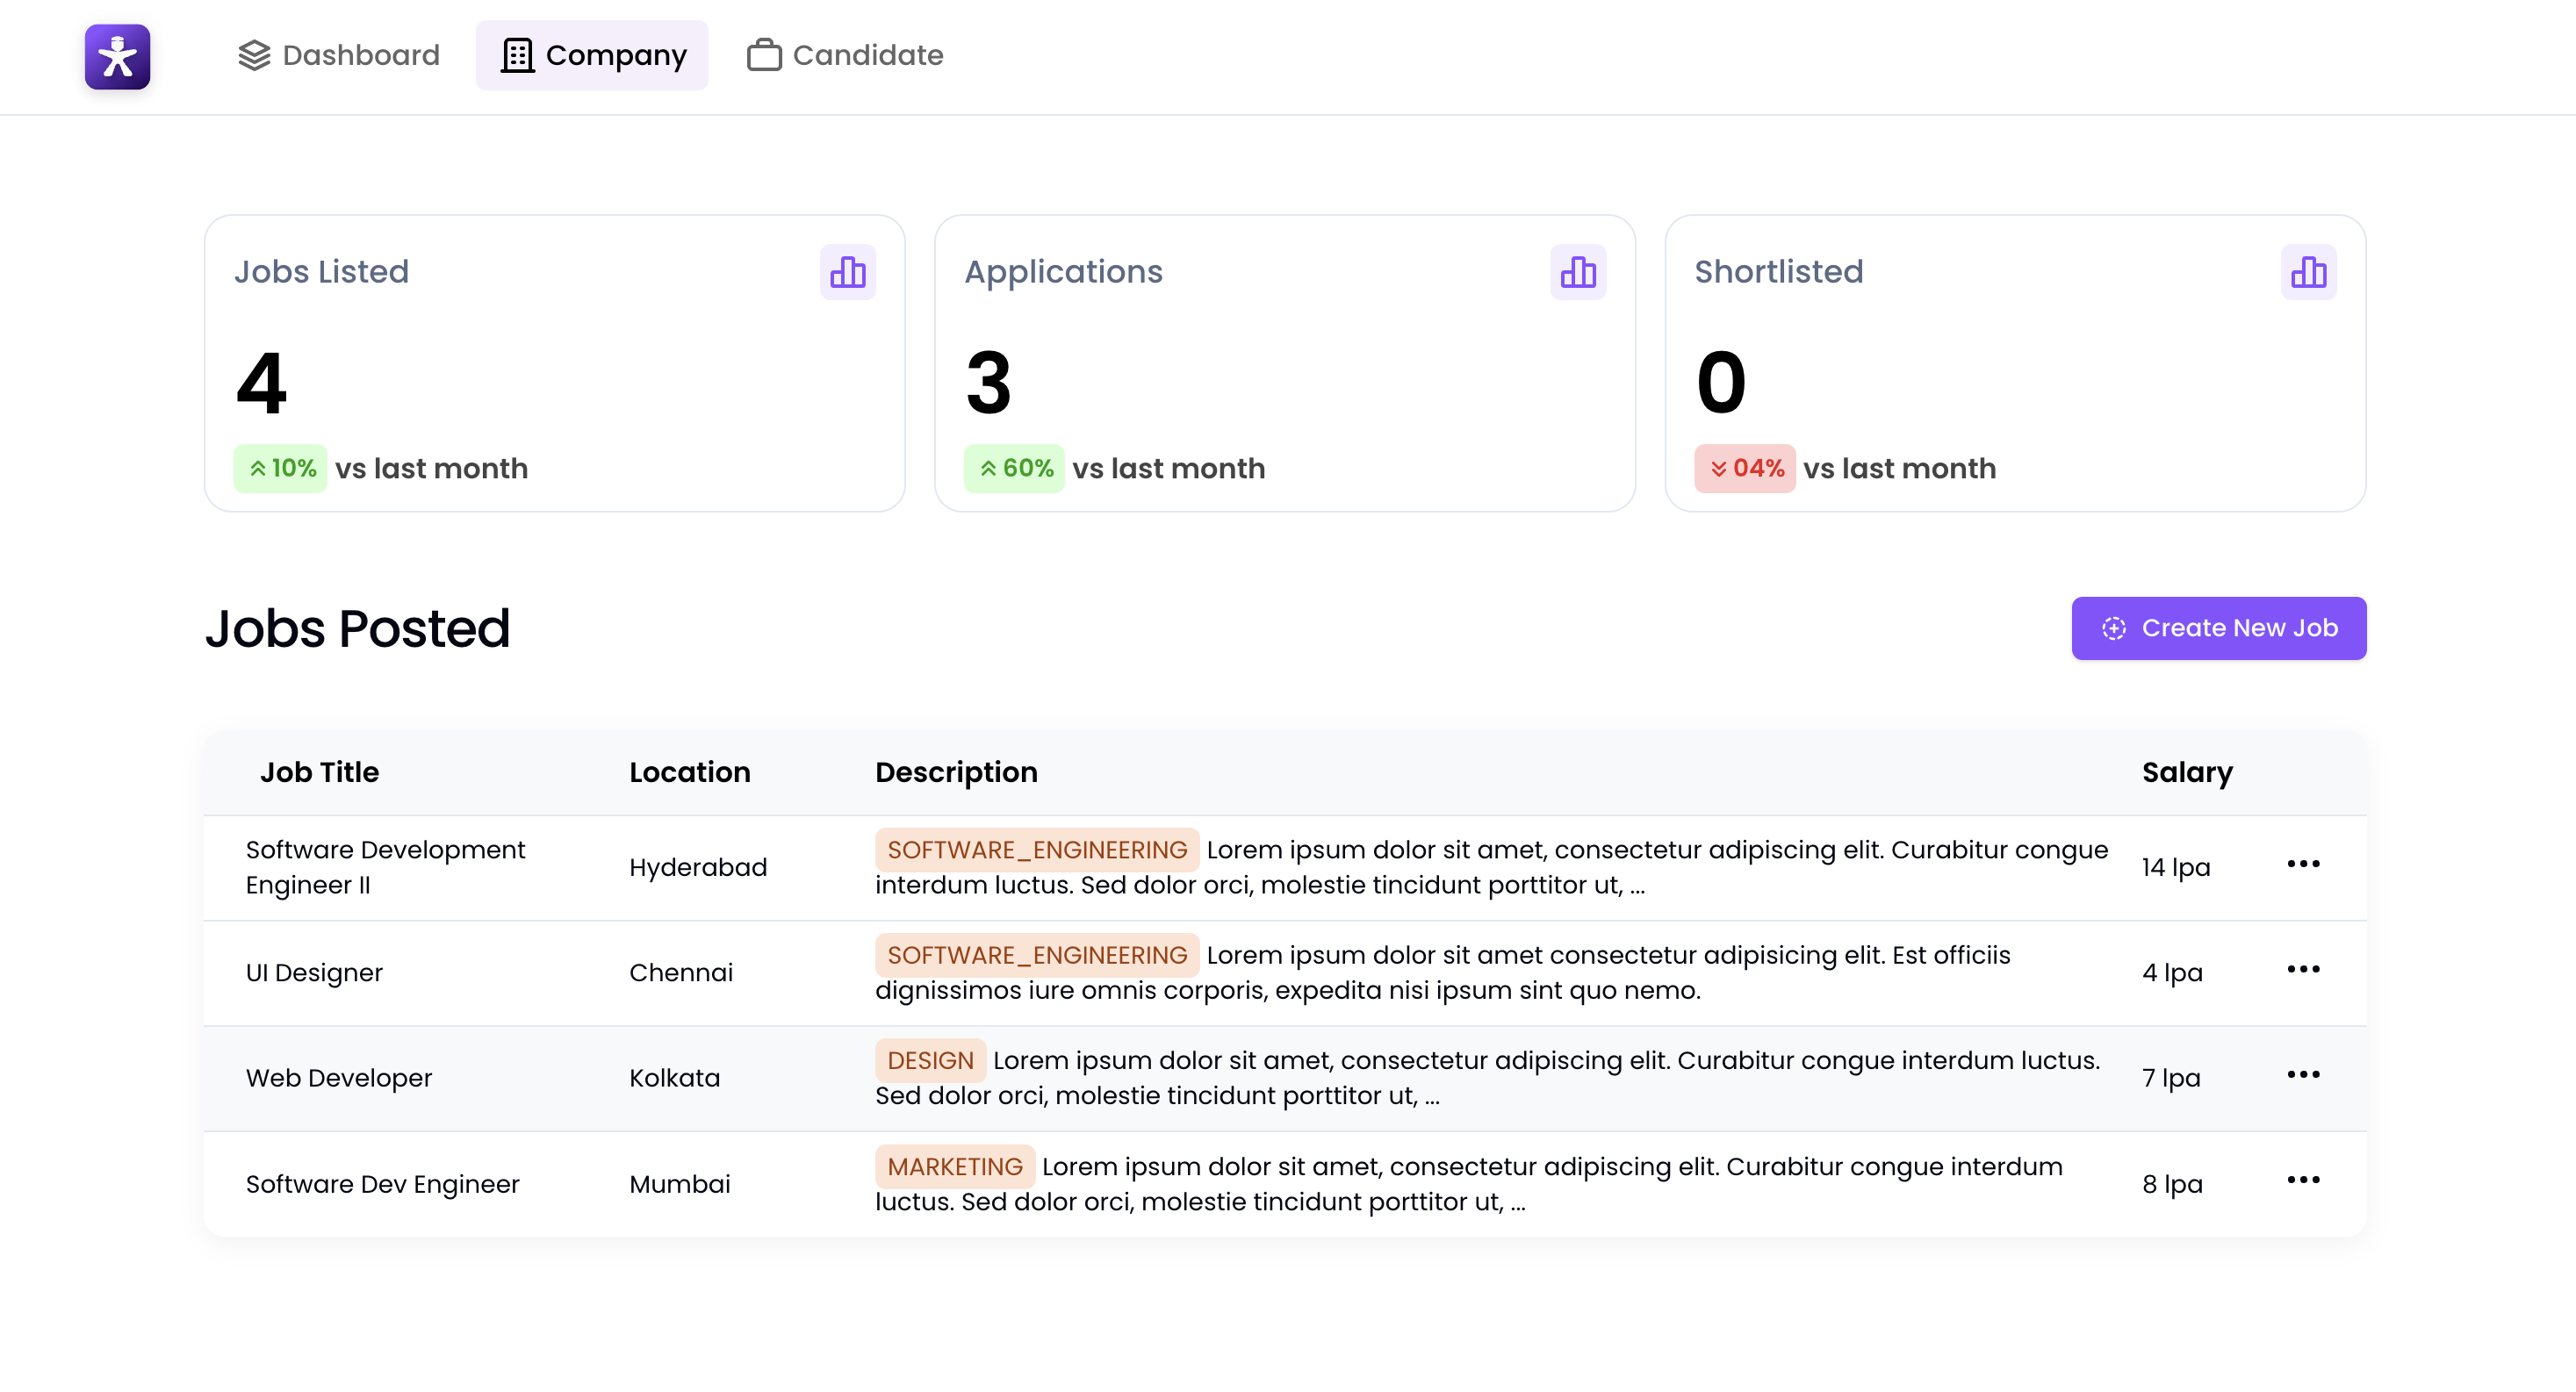 Dashboard Company Candidate
Jobs Listed
4
10% vs last month
Applications
3
60% vs last month
Shortlisted
0
04% vs last month
Jobs Posted
Create New Job
Job Title Location Description Salary
Software Development
Engineer II
Hyderabad
SOFTWARE_ENGINEERING Lorem ipsum dolor sit amet, consectetur adipiscing elit. Curabitur congue
interdum luctus. Sed dolor orci, molestie tincidunt porttitor ut, ...
14 lpa
UI Designer
Chennai
SOFTWARE_ENGINEERING Lorem ipsum dolor sit amet consectetur adipisicing elit. Est officiis
dignissimos iure omnis corporis, expedita nisi ipsum sint quo nemo.
4 lpa
Web Developer
Kolkata
DESIGN Lorem ipsum dolor sit amet, consectetur adipiscing elit. Curabitur congue interdum luctus.
Sed dolor orci, molestie tincidunt porttitor ut, ...
7 lpa
Software Dev Engineer
Mumbai
MARKETING Lorem ipsum dolor sit amet, consectetur adipiscing elit. Curabitur congue interdum
luctus. Sed dolor orci, molestie tincidunt porttitor ut, ...
8 lpa